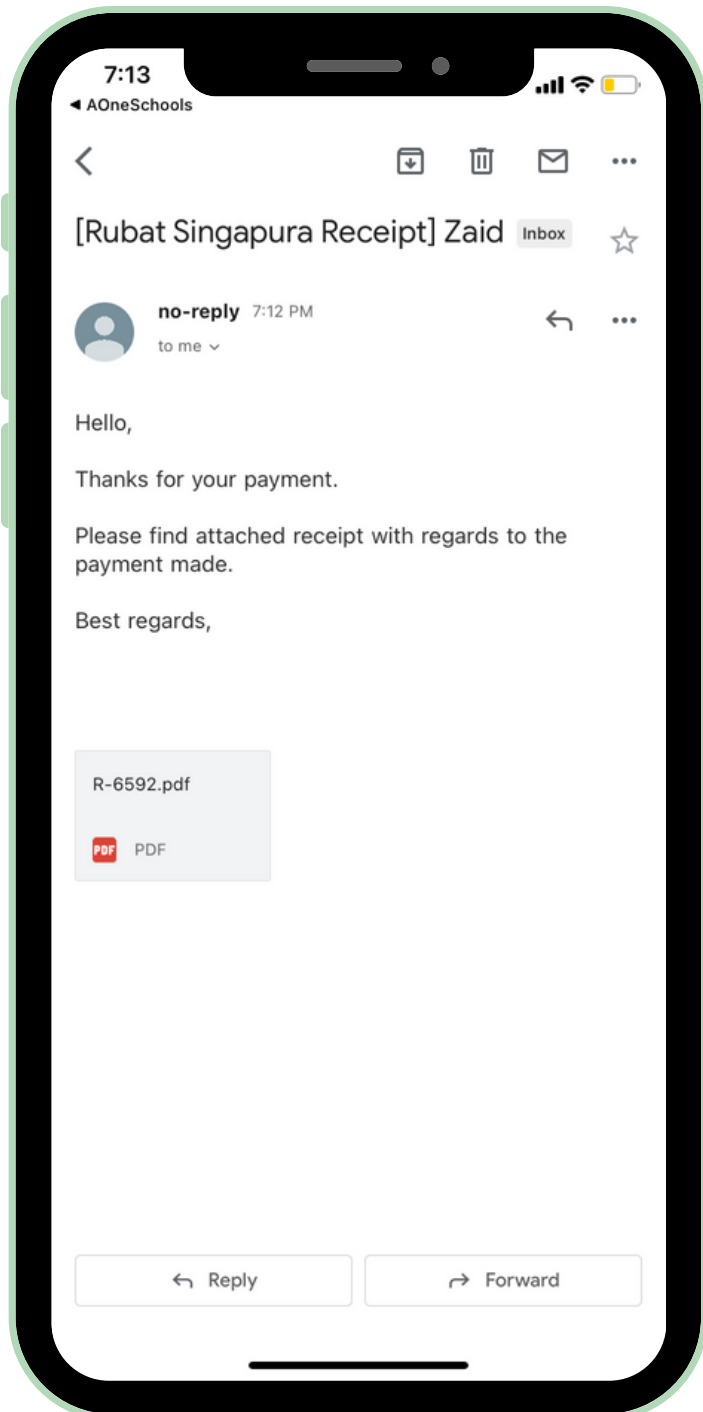 7:13
AOneSchools
[Rubat Singapura Receipt] Zaid Inbox
no-reply 7:12 PM
to me
Hello,
Thanks for your payment.
Please find attached receipt with regards to the
payment made.
Best regards,
R-6592.pdf
PDF PDF
Reply Forward